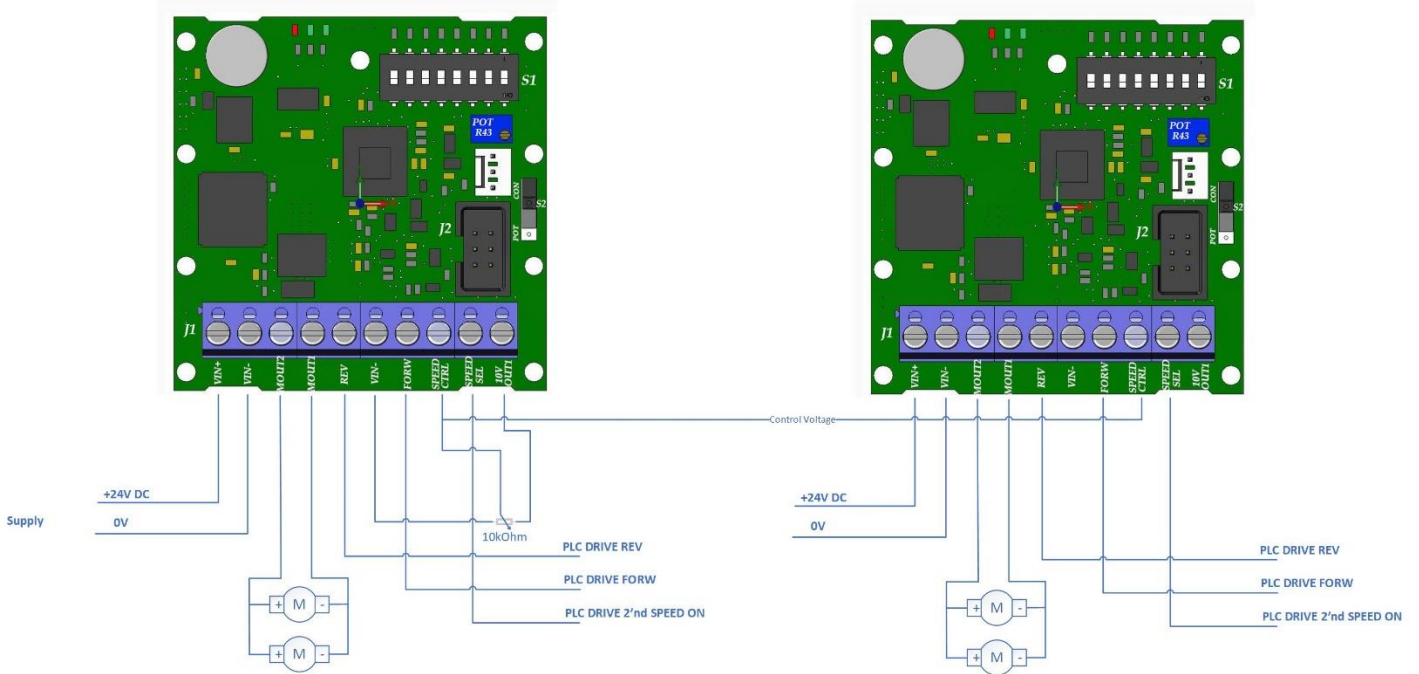 S1
POT
R43
CON
S2
POT
J2
J1
VIN+
VIN-
MOUT2
MOUT1
REV
VIN-
FORW
SPEED
CTRL
SPEED
SEL
10V
OUT1
S1
POT
R43
CON
S2
POT
J2
J1
VIN+
VIN-
MOUT2
MOUT1
REV
VIN-
FORW
SPEED
CTRL
SPEED
SEL
10V
OUT1
Control Voltage
Supply
+24V DC
0V
10kOhm
PLC DRIVE REV
PLC DRIVE FORW
PLC DRIVE 2'nd SPEED ON
+ M -
+ M -
+24V DC
0V
PLC DRIVE REV
PLC DRIVE FORW
PLC DRIVE 2'nd SPEED ON
+ M -
+ M -